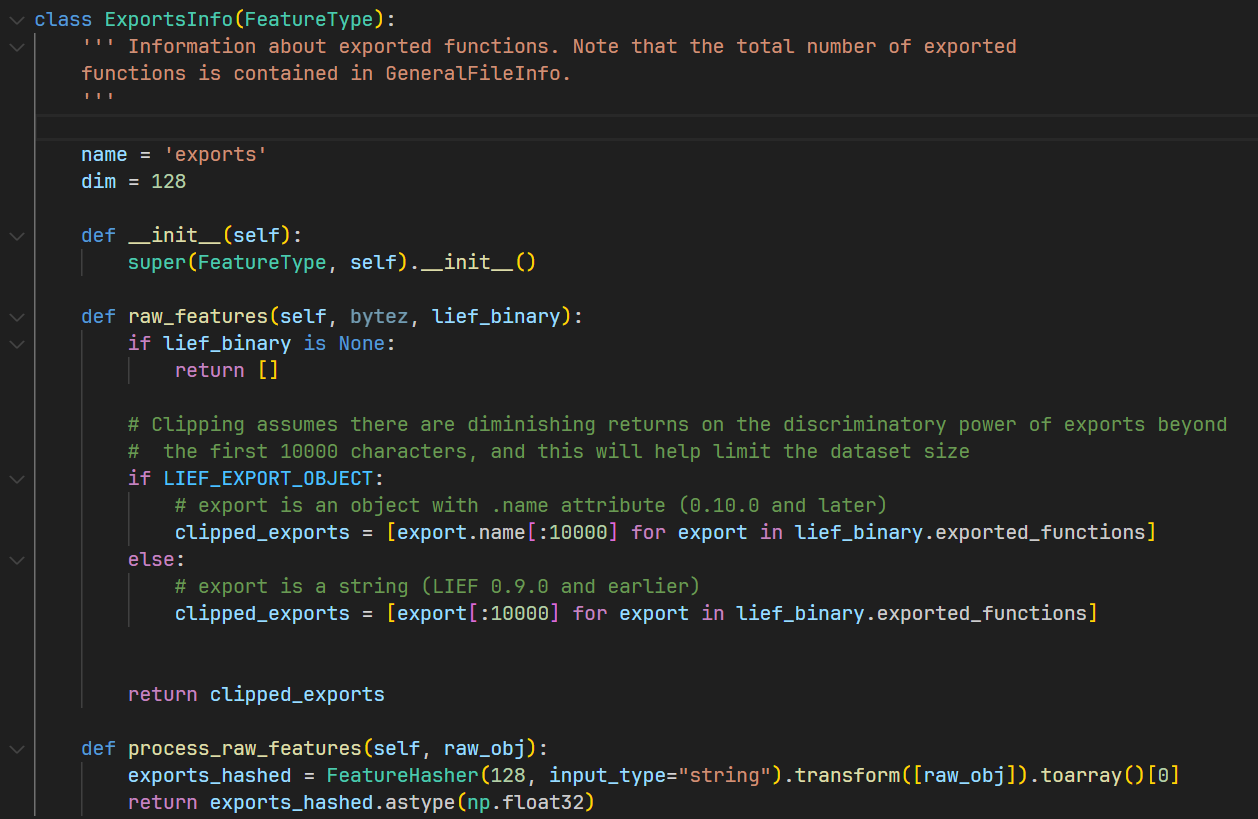 class ExportsInfo(FeatureType):
    ''' Information about exported functions. Note that the total number of exported
    functions is contained in GeneralFileInfo.
    '''

    name = 'exports'
    dim = 128

    def __init__(self):
        super(FeatureType, self).__init__()

    def raw_features(self, bytez, lief_binary):
        if lief_binary is None:
            return []

        # Clipping assumes there are diminishing returns on the discriminatory power of exports beyond
        #  the first 10000 characters, and this will help limit the dataset size
        if LIEF_EXPORT_OBJECT:
            # export is an object with .name attribute (0.10.0 and later)
            clipped_exports = [export.name[:10000] for export in lief_binary.exported_functions]
        else:
            # export is a string (LIEF 0.9.0 and earlier)
            clipped_exports = [export[:10000] for export in lief_binary.exported_functions]


        return clipped_exports

    def process_raw_features(self, raw_obj):
        exports_hashed = FeatureHasher(128, input_type="string").transform([raw_obj]).toarray()[0]
        return exports_hashed.astype(np.float32)